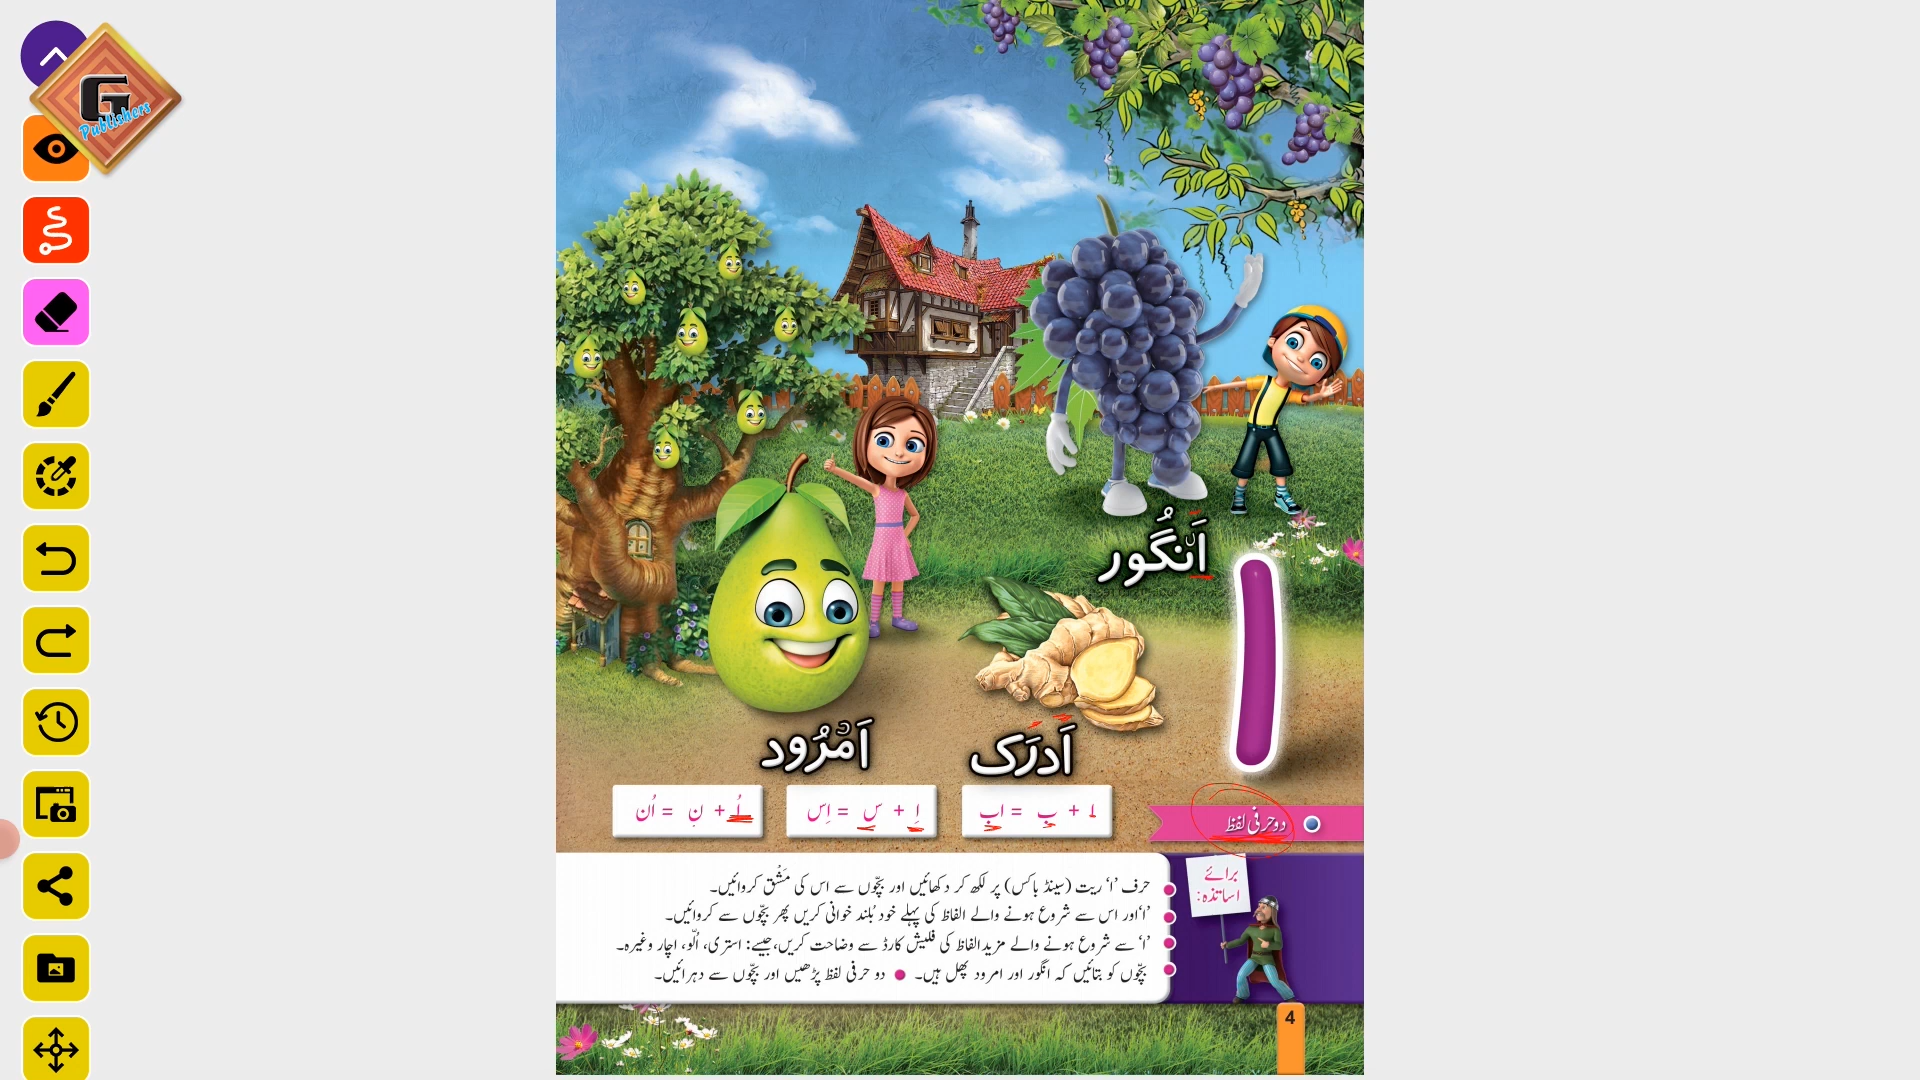 G
Publishers
اَنگُور
ا
اَدرَک
اَمرُود
دو حرفی لفظ
ا + ب = اب
اِ + س = اِس
اُ + ن = اُن
برائے
اساتذہ:
حرف ’ا‘ ریت (سینڈ باکس) پر لکھ کر دکھائیں اور بچّوں سے اس کی مَشْق کروائیں۔
’ا‘ اور اس سے شروع ہونے والے الفاظ کی پہلے خود بُلند خوانی کریں پھر بچّوں سے کروائیں۔
’ا‘ سے شروع ہونے والے مزید الفاظ کی فلیش کارڈ سے وضاحت کریں، جیسے: استری، اُلّو، اچار وغیرہ۔
بچّوں کو بتائیں کہ انگور اور امرود پھل ہیں۔ ● دو حرفی لفظ پڑھیں اور بچّوں سے دہرائیں۔
4